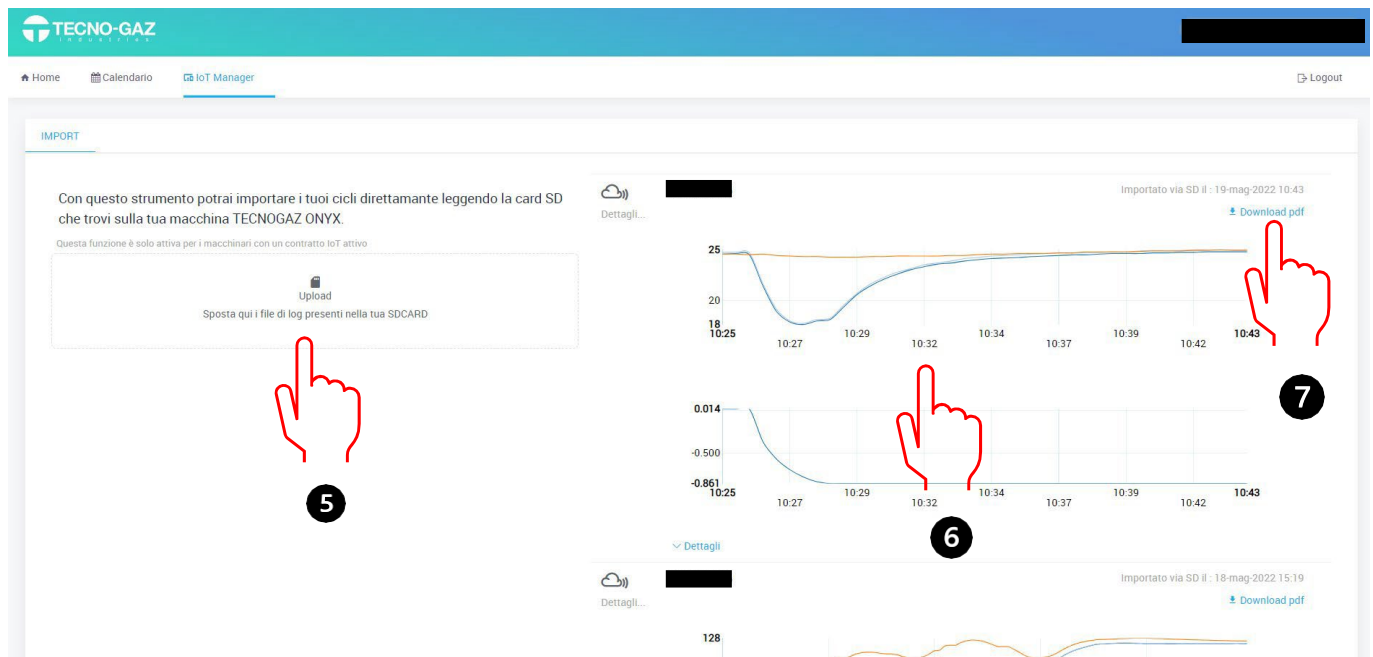 TECNO-GAZ
industries
Home
Calendario
IoT Manager
Logout
IMPORT
Con questo strumento potrai importare i tuoi cicli direttamente leggendo la card SD
che trovi sulla tua macchina TECNOGAZ ONYX.
Questa funzione è solo attiva per i macchinari con un contratto IoT attivo
Upload
Sposta qui i file di log presenti nella tua SDCARD
5
Importato via SD il : 19-mag-2022 10:43
Dettagli...
Download pdf
25
20
18
10:25 10:27 10:29 10:32 10:34 10:37 10:39 10:42 10:43
7
0.014
-0.500
-0.861
10:25 10:27 10:29 10:32 10:34 10:37 10:39 10:42 10:43
6
Dettagli
Importato via SD il : 18-mag-2022 15:19
Dettagli...
Download pdf
128